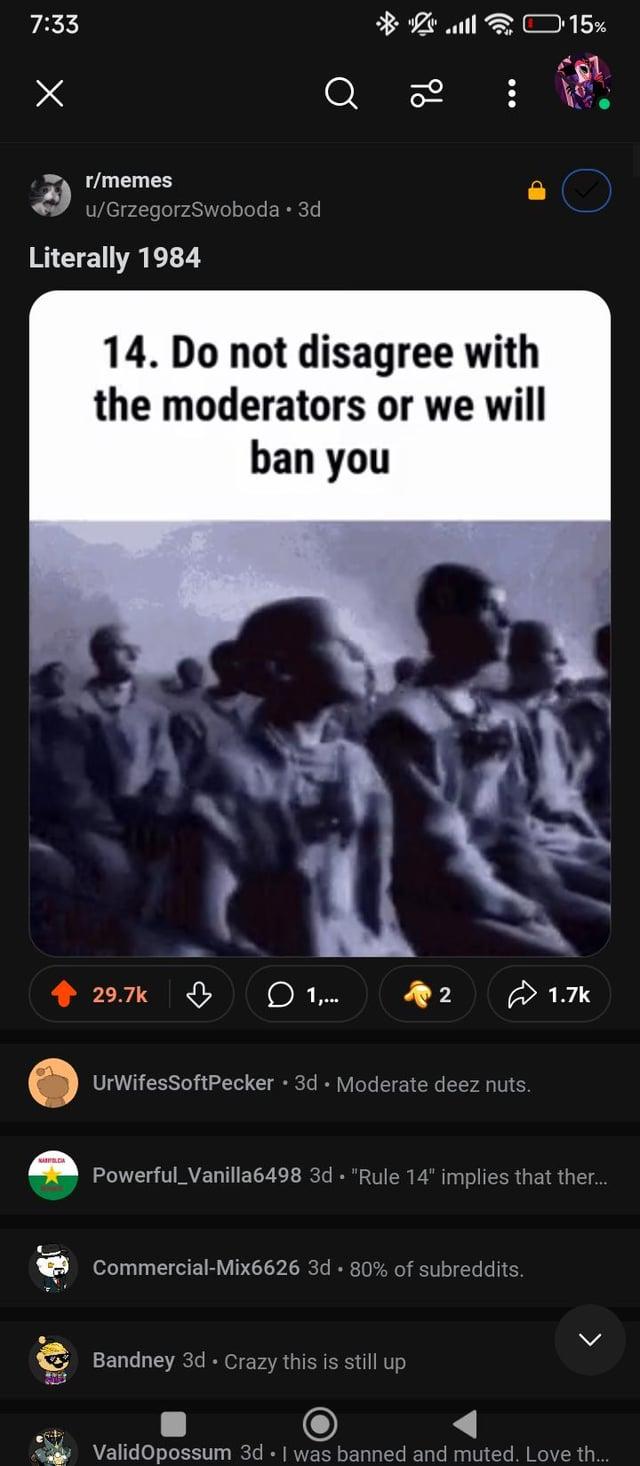 7:33
15%
r/memes
u/GrzegorzSwoboda • 3d
Literally 1984
14. Do not disagree with
the moderators or we will
ban you
29.7k
1,...
2
1.7k
UrWifesSoftPecker • 3d • Moderate deez nuts.
Powerful_Vanilla6498 3d • "Rule 14" implies that ther...
Commercial-Mix6626 3d • 80% of subreddits.
Bandney 3d • Crazy this is still up
ValidOpossum 3d • I was banned and muted. Love th...